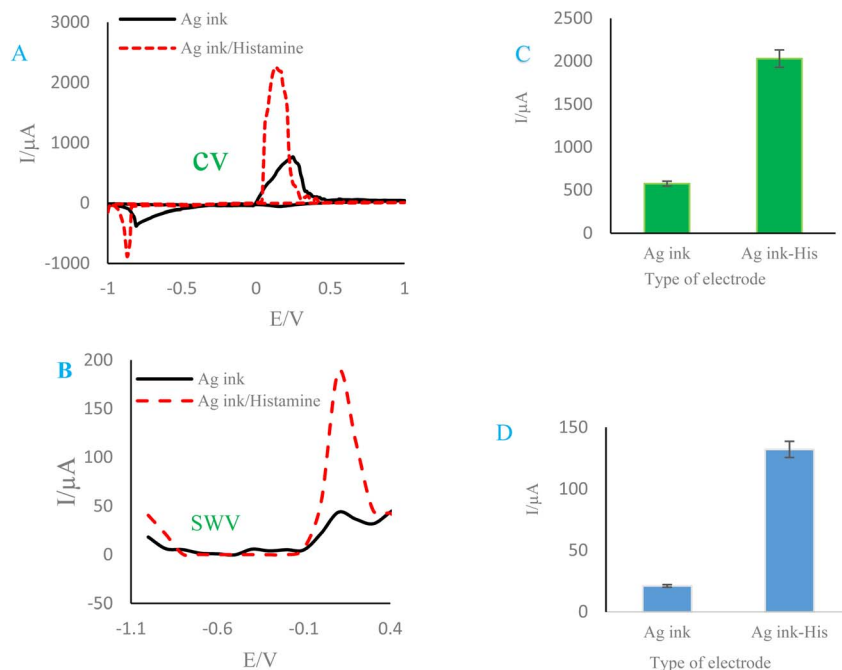 A
Ag ink
Ag ink/Histamine
3000
2000
1000
0
-1000
I/µA
CV
-1
-0.5
0
0.5
1
E/V
C
2500
2000
1500
1000
500
0
I/µA
Ag ink
Ag ink-His
Type of electrode
B
Ag ink
Ag ink/Histamine
200
150
100
50
0
-50
I/µA
SWV
-1.1
-0.6
-0.1
0.4
E/V
D
150
100
50
0
I/µA
Ag ink
Ag ink-His
Type of electrode